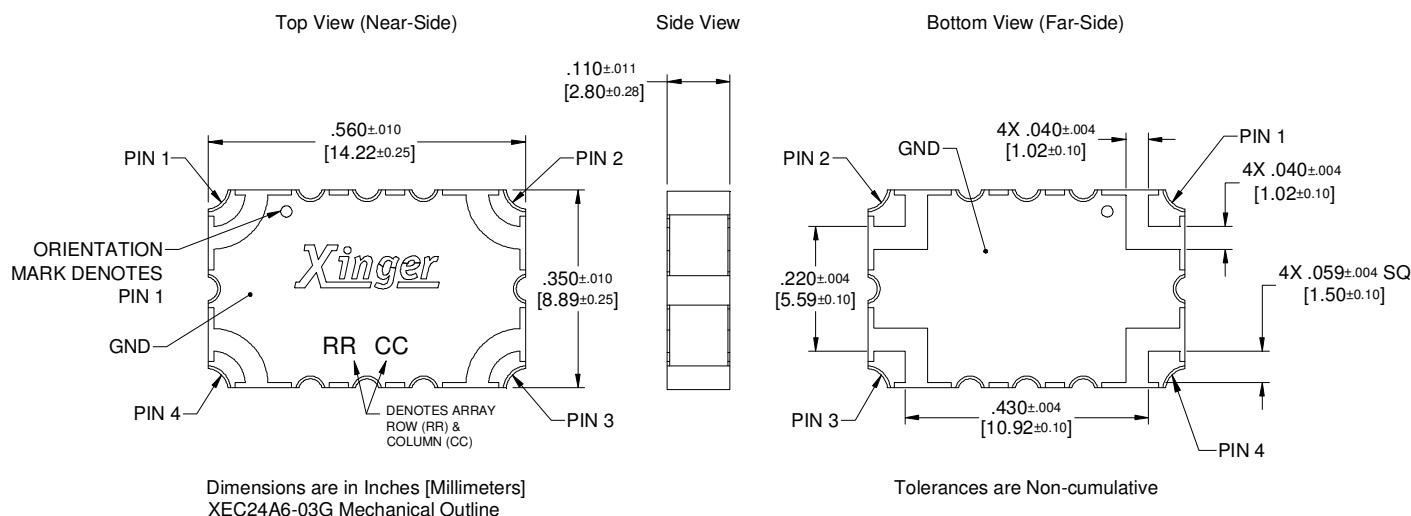 Top View (Near-Side)
Side View
Bottom View (Far-Side)
.110±.011
[2.80±0.28]
.560±.010
[14.22±0.25]
PIN 1
PIN 2
ORIENTATION
MARK DENOTES
PIN 1
Xinger
.350±.010
[8.89±0.25]
GND
RR CC
PIN 4
DENOTES ARRAY
ROW (RR) &
COLUMN (CC)
PIN 3
4X .040±.004
[1.02±0.10]
PIN 1
GND
PIN 2
4X .040±.004
[1.02±0.10]
.220±.004
[5.59±0.10]
4X .059±.004 SQ
[1.50±0.10]
PIN 3
.430±.004
[10.92±0.10]
PIN 4
Dimensions are in Inches [Millimeters]
XEC24A6-03G Mechanical Outline
Tolerances are Non-cumulative